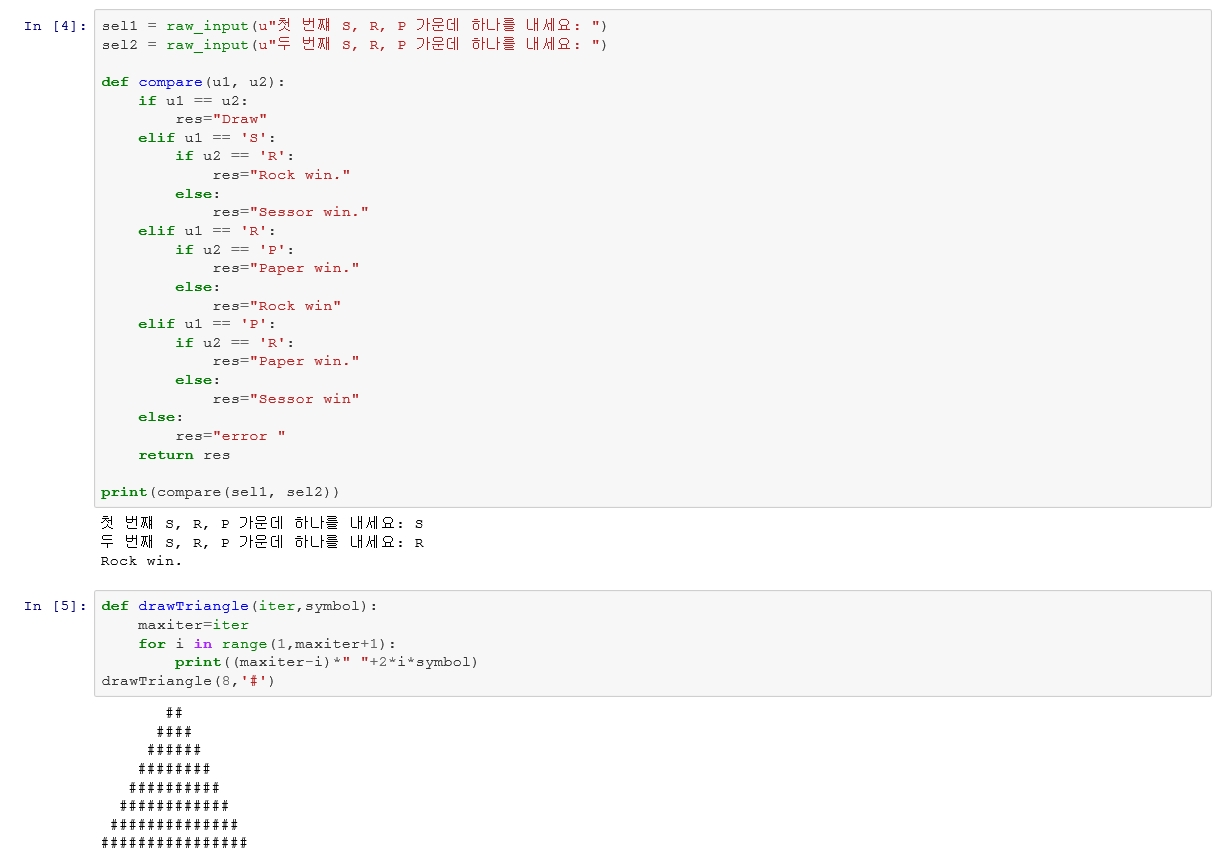 In [4]: sel1 = raw_input(u"첫 번째 S, R, P 가운데 하나를 내세요: ")
sel2 = raw_input(u"두 번째 S, R, P 가운데 하나를 내세요: ")

def compare(u1, u2):
    if u1 == u2:
        res="Draw"
    elif u1 == 'S':
        if u2 == 'R':
            res="Rock win."
        else:
            res="Sessor win."
    elif u1 == 'R':
        if u2 == 'P':
            res="Paper win."
        else:
            res="Rock win"
    elif u1 == 'P':
        if u2 == 'R':
            res="Paper win."
        else:
            res="Sessor win"
    else:
        res="error "
    return res

print(compare(sel1, sel2))
첫 번째 S, R, P 가운데 하나를 내세요: S
두 번째 S, R, P 가운데 하나를 내세요: R
Rock win.
In [5]: def drawTriangle(iter,symbol):
    maxiter=iter
    for i in range(1,maxiter+1):
        print((maxiter-i)*" "+2*i*symbol)
drawTriangle(8,'#')
       ##
      ####
     ######
    ########
   ##########
  ############
 ##############
################